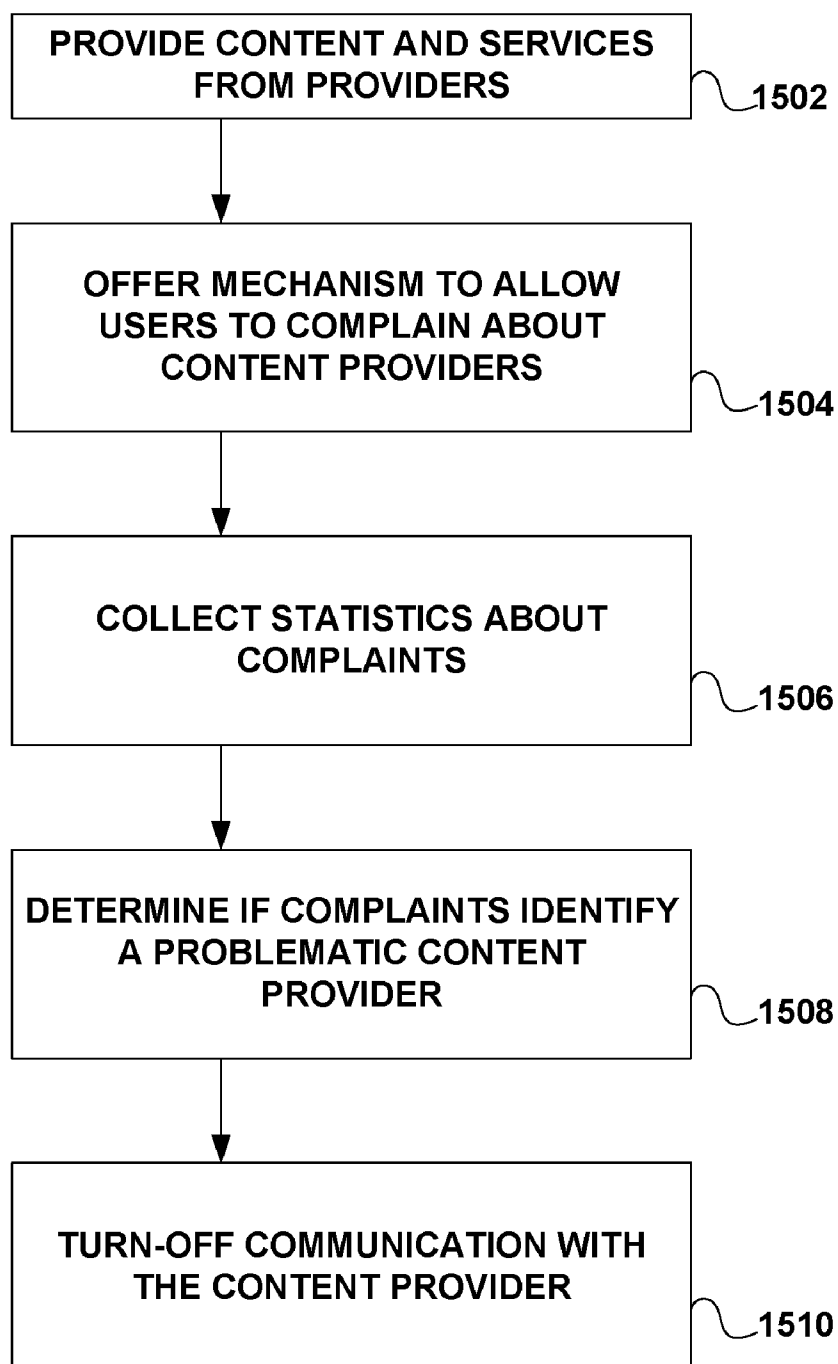 PROVIDE CONTENT AND SERVICES
FROM PROVIDERS
1502
OFFER MECHANISM TO ALLOW
USERS TO COMPLAIN ABOUT
CONTENT PROVIDERS
1504
COLLECT STATISTICS ABOUT
COMPLAINTS
1506
DETERMINE IF COMPLAINTS IDENTIFY
A PROBLEMATIC CONTENT
PROVIDER
1508
TURN-OFF COMMUNICATION WITH
THE CONTENT PROVIDER
1510